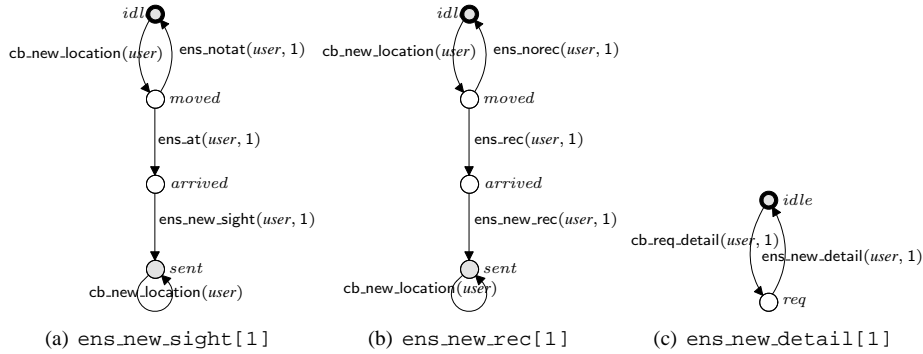 idl
cb_new_location(user)
ens_notat(user, 1)
moved
ens_at(user, 1)
arrived
ens_new_sight(user, 1)
sent
cb_new_location(user)
(a) ens_new_sight[1]
idl
cb_new_location(user)
ens_norec(user, 1)
moved
ens_rec(user, 1)
arrived
ens_new_rec(user, 1)
sent
cb_new_location(user)
(b) ens_new_rec[1]
idle
cb_req_detail(user, 1)
ens_new_detail(user, 1)
req
(c) ens_new_detail[1]